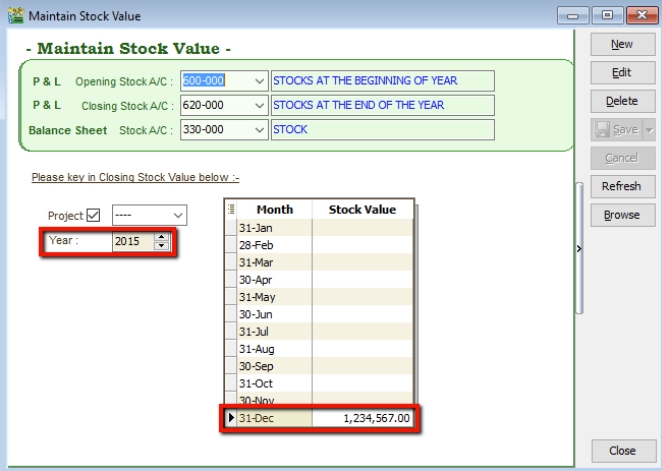 Maintain Stock Value
- Maintain Stock Value -
P & L Opening Stock A/C : 600-000 STOCKS AT THE BEGINNING OF YEAR
P & L Closing Stock A/C : 620-000 STOCKS AT THE END OF THE YEAR
Balance Sheet Stock A/C : 330-000 STOCK
Please key in Closing Stock Value below :-
Project ----
Year : 2015
Month Stock Value
31-Jan
28-Feb
31-Mar
30-Apr
31-May
30-Jun
31-Jul
31-Aug
30-Sep
31-Oct
30-Nov
31-Dec 1,234,567.00
New
Edit
Delete
Save
Cancel
Refresh
Browse
Close